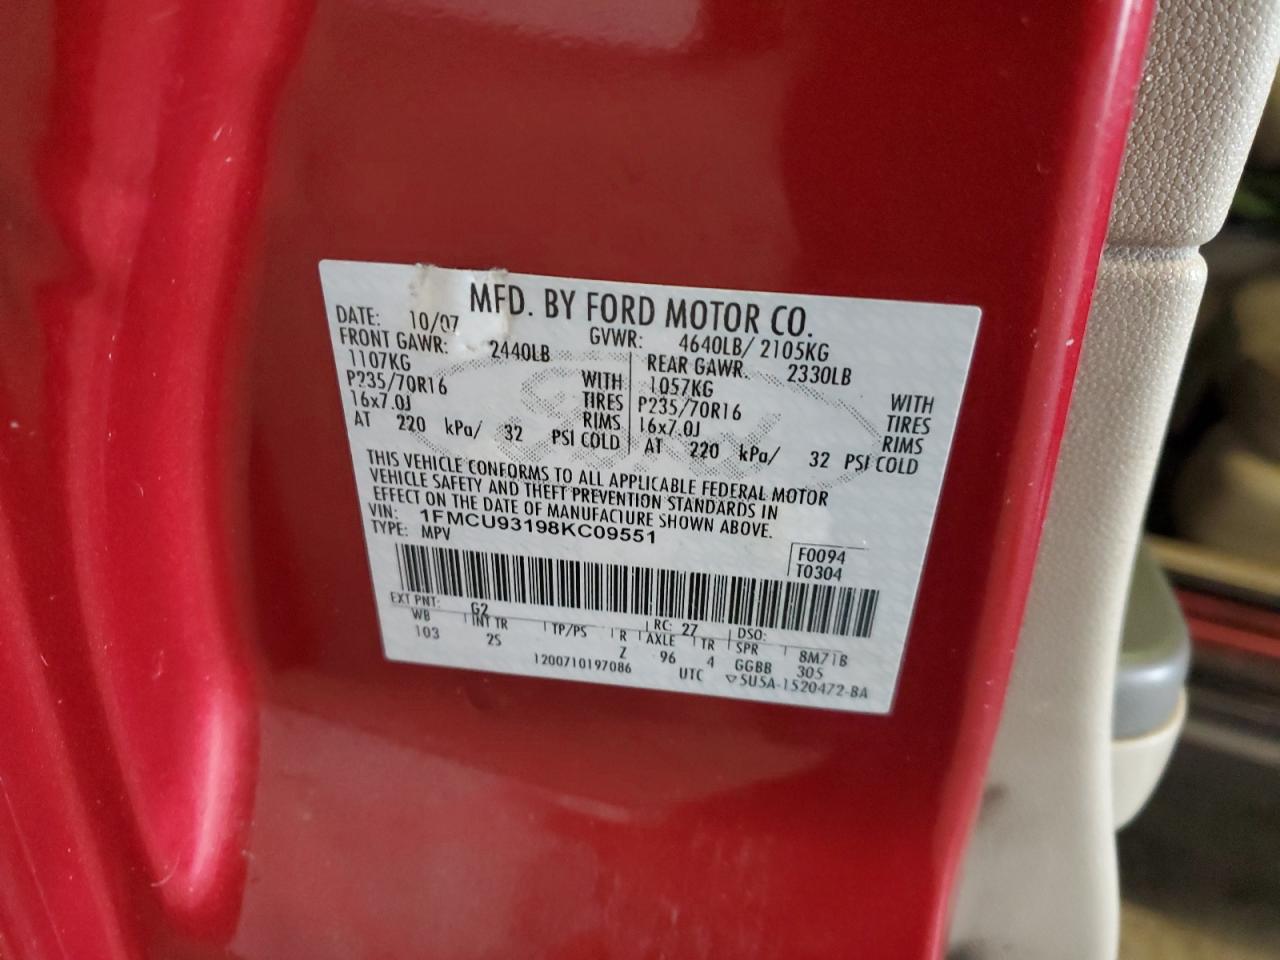 MFD. BY FORD MOTOR CO.
DATE: 10/07 GVWR: 4640LB/ 2105KG
FRONT GAWR: 2440LB REAR GAWR: 2330LB
1107KG WITH 1057KG WITH
P235/70R16 TIRES P235/70R16 TIRES
16x7.0J RIMS 16x7.0J RIMS
AT 220 kPa/ 32 PSI COLD AT 220 kPa/ 32 PSI COLD
THIS VEHICLE CONFORMS TO ALL APPLICABLE FEDERAL MOTOR
VEHICLE SAFETY AND THEFT PREVENTION STANDARDS IN
EFFECT ON THE DATE OF MANUFACTURE SHOWN ABOVE.
VIN: 1FMCU93198KC09551
TYPE: MPV
F0094
T0304
EXT PNT: G2 RC: 27 DSO:
WB INT TR TP/PS R AXLE TR SPR 8M71B
103 2S Z 96 4 GGBB 305
1200710197086 UTC ▽5U5A-1520472-BA